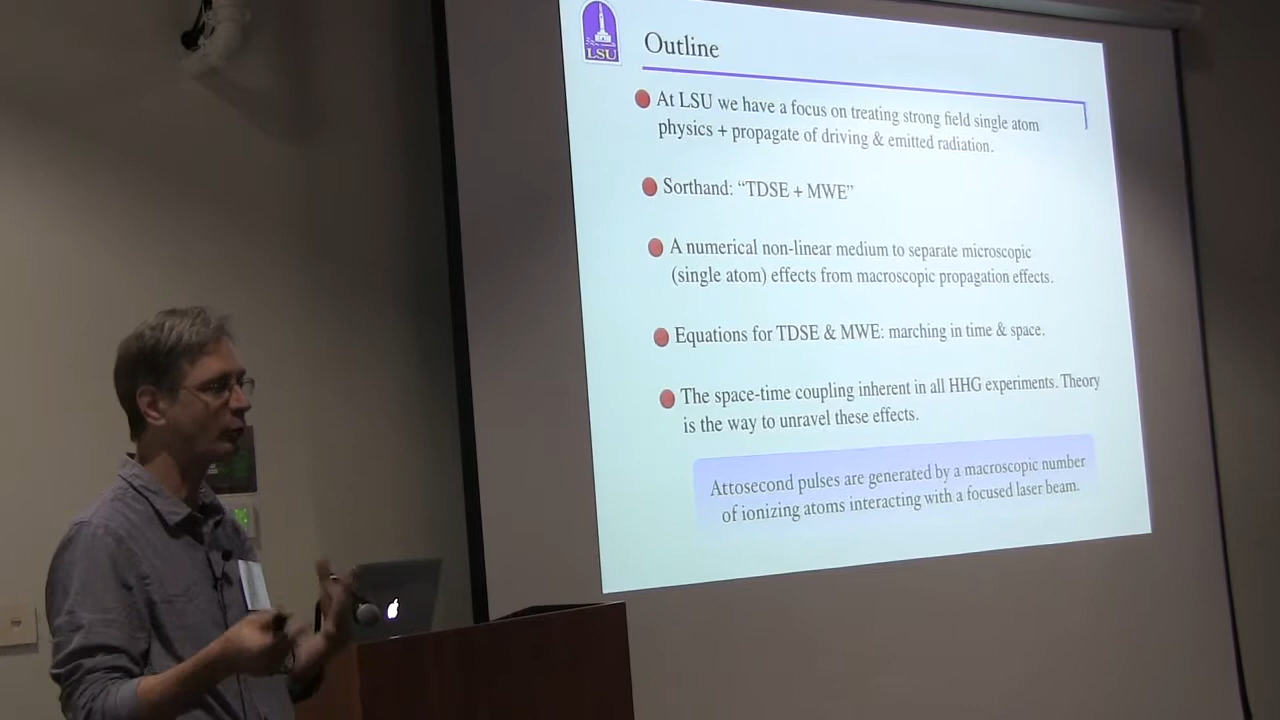 LSU
Outline
At LSU we have a focus on treating strong field single atom
physics + propagate of driving & emitted radiation.
Sorthand: “TDSE + MWE”
A numerical non-linear medium to separate microscopic
(single atom) effects from macroscopic propagation effects.
Equations for TDSE & MWE: marching in time & space.
The space-time coupling inherent in all HHG experiments. Theory
is the way to unravel these effects.
Attosecond pulses are generated by a macroscopic number
of ionizing atoms interacting with a focused laser beam.